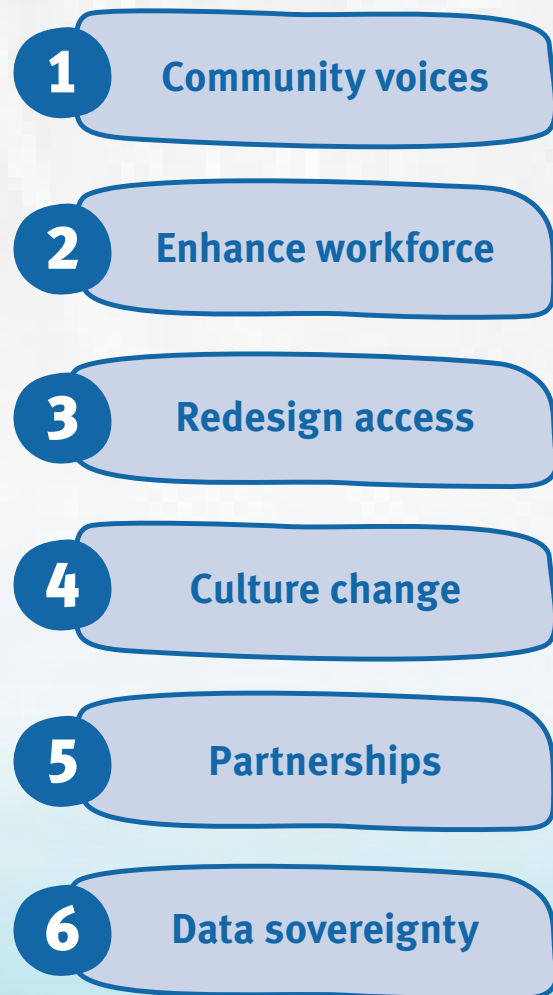 1 Community voices
2 Enhance workforce
3 Redesign access
4 Culture change
5 Partnerships
6 Data sovereignty